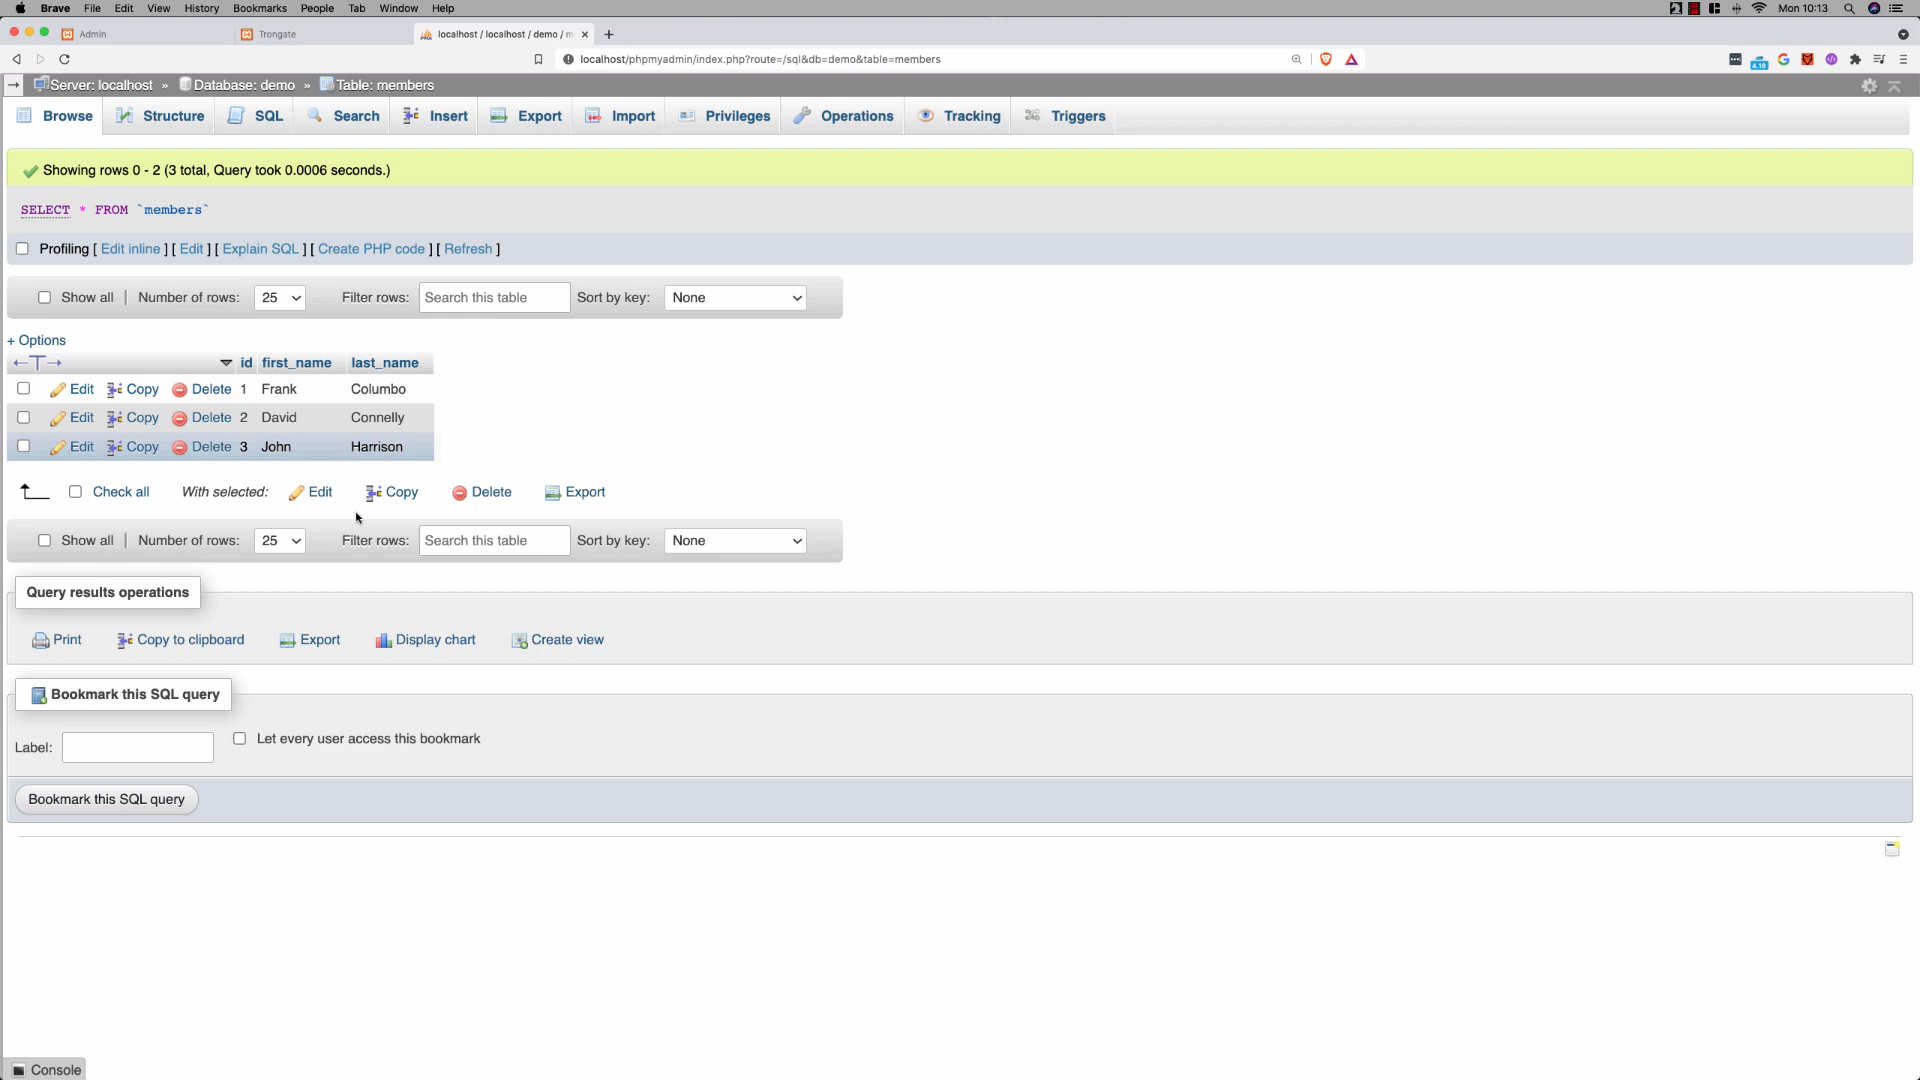 Brave File Edit View History Bookmarks People Tab Window Help Mon 10:13
Admin Trongate localhost / localhost / demo / m
localhost/phpmyadmin/index.php?route=/sql&db=demo&table=members
4.18
Server: localhost » Database: demo » Table: members
Browse Structure SQL Search Insert Export Import Privileges Operations Tracking Triggers
Showing rows 0 - 2 (3 total, Query took 0.0006 seconds.)
SELECT * FROM `members`
Profiling [ Edit inline ] [ Edit ] [ Explain SQL ] [ Create PHP code ] [ Refresh ]
Show all | Number of rows: 25 Filter rows: Search this table Sort by key: None
+ Options
←T→ id first_name last_name
Edit Copy Delete 1 Frank Columbo
Edit Copy Delete 2 David Connelly
Edit Copy Delete 3 John Harrison
Check all With selected: Edit Copy Delete Export
Show all | Number of rows: 25 Filter rows: Search this table Sort by key: None
Query results operations
Print Copy to clipboard Export Display chart Create view
Bookmark this SQL query
Label: Let every user access this bookmark
Bookmark this SQL query
Console